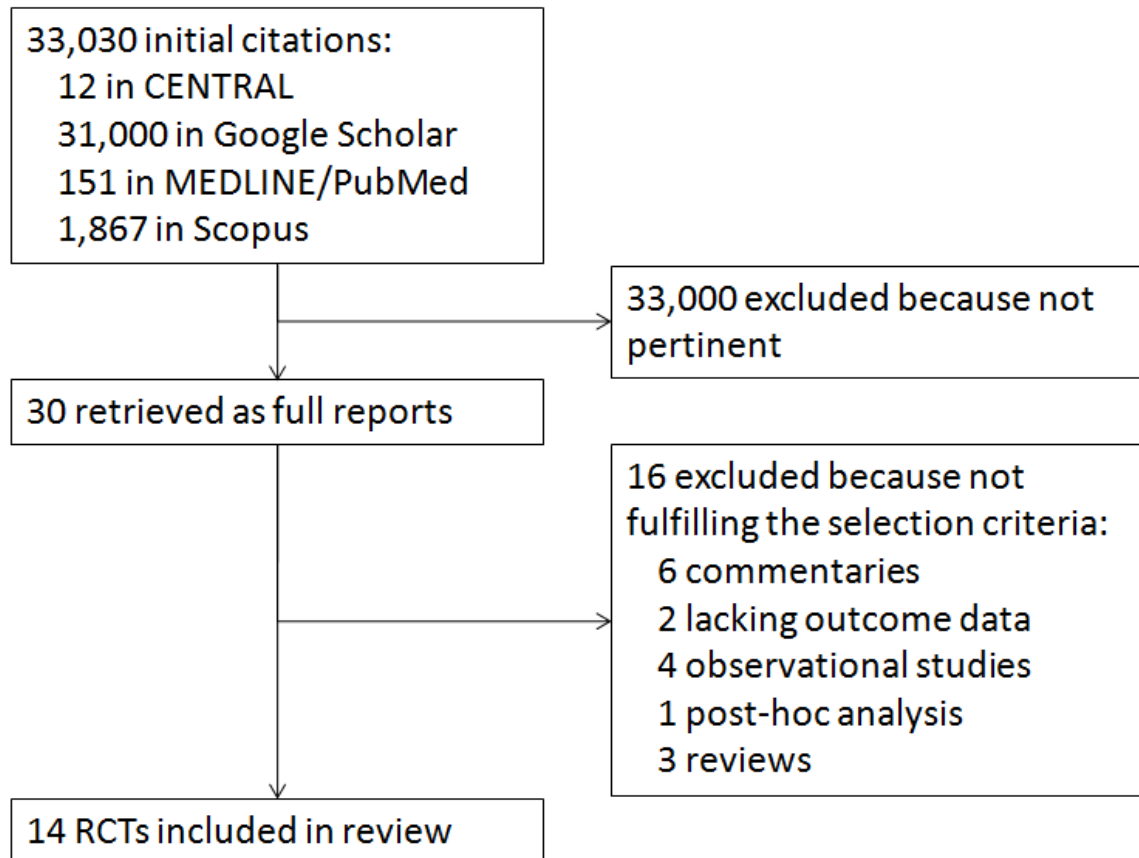 33,030 initial citations:
12 in CENTRAL
31,000 in Google Scholar
151 in MEDLINE/PubMed
1,867 in Scopus
33,000 excluded because not
pertinent
30 retrieved as full reports
16 excluded because not
fulfilling the selection criteria:
6 commentaries
2 lacking outcome data
4 observational studies
1 post-hoc analysis
3 reviews
14 RCTs included in review